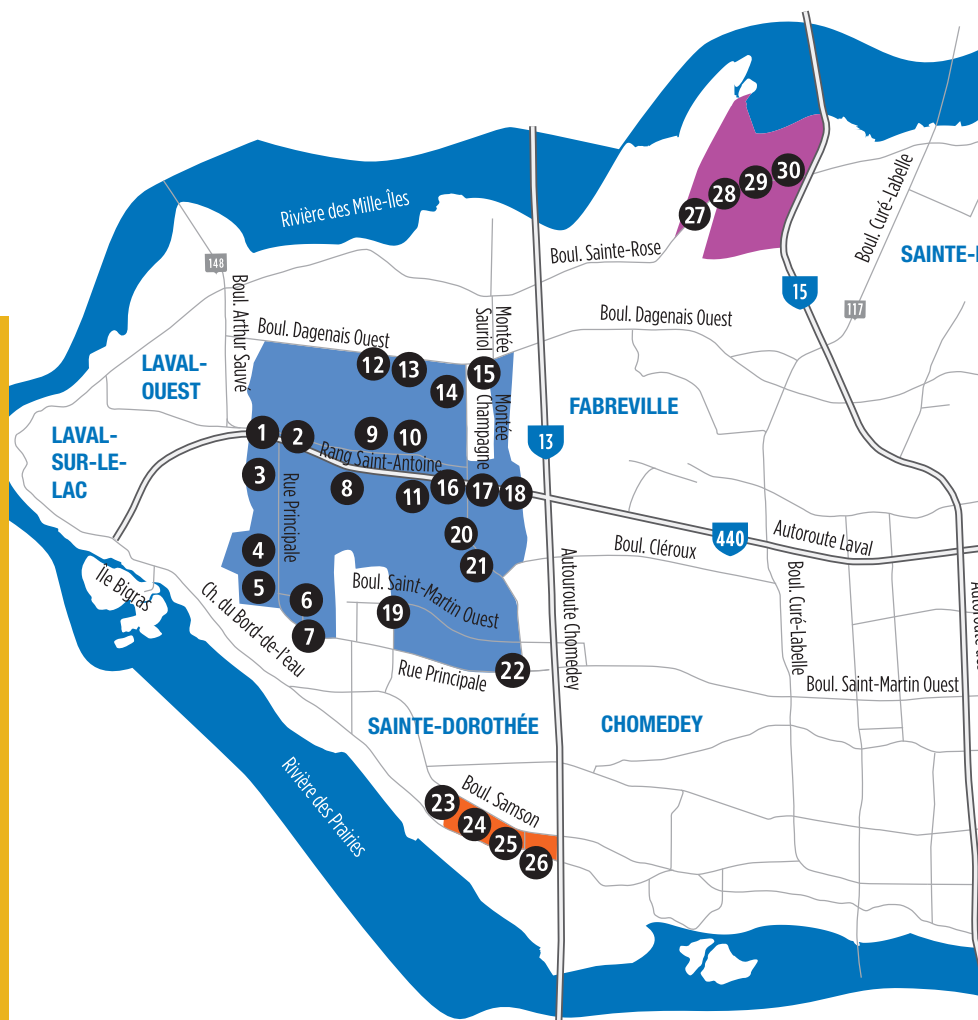 Rivière des Mille-Îles
148
Boul. Arthur Sauvé
Boul. Sainte-Rose
27
28
29
30
Boul. Curé-Labelle
15
117
LAVAL-
OUEST
Boul. Dagenais Ouest
12
13
14
15
Montée
Sauriol
Montée
Champagne
Boul. Dagenais Ouest
FABREVILLE
13
LAVAL-
SUR-LE-
LAC
1
2
3
9
10
Rang Saint-Antoine
8
11
16
17
18
Rue Principale
4
5
6
7
20
21
440
Autoroute Laval
Boul. Cléroux
Boul. Curé-Labelle
Île Bigras
Ch. du Bord-de-l'eau
Boul. Saint-Martin Ouest
19
Autouroute Chomedey
Rue Principale
22
Boul. Saint-Martin Ouest
SAINTE-DOROTHÉE
CHOMEDEY
Rivière des Prairies
Boul. Samson
23
24
25
26